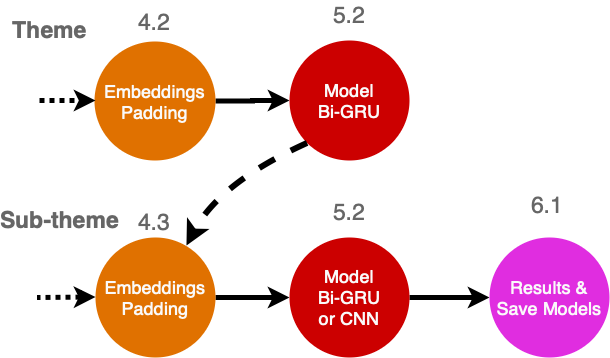 Theme
4.2
5.2
Embeddings
Padding
Model
Bi-GRU
Sub-theme
4.3
5.2
6.1
Embeddings
Padding
Model
Bi-GRU
or CNN
Results &
Save Models